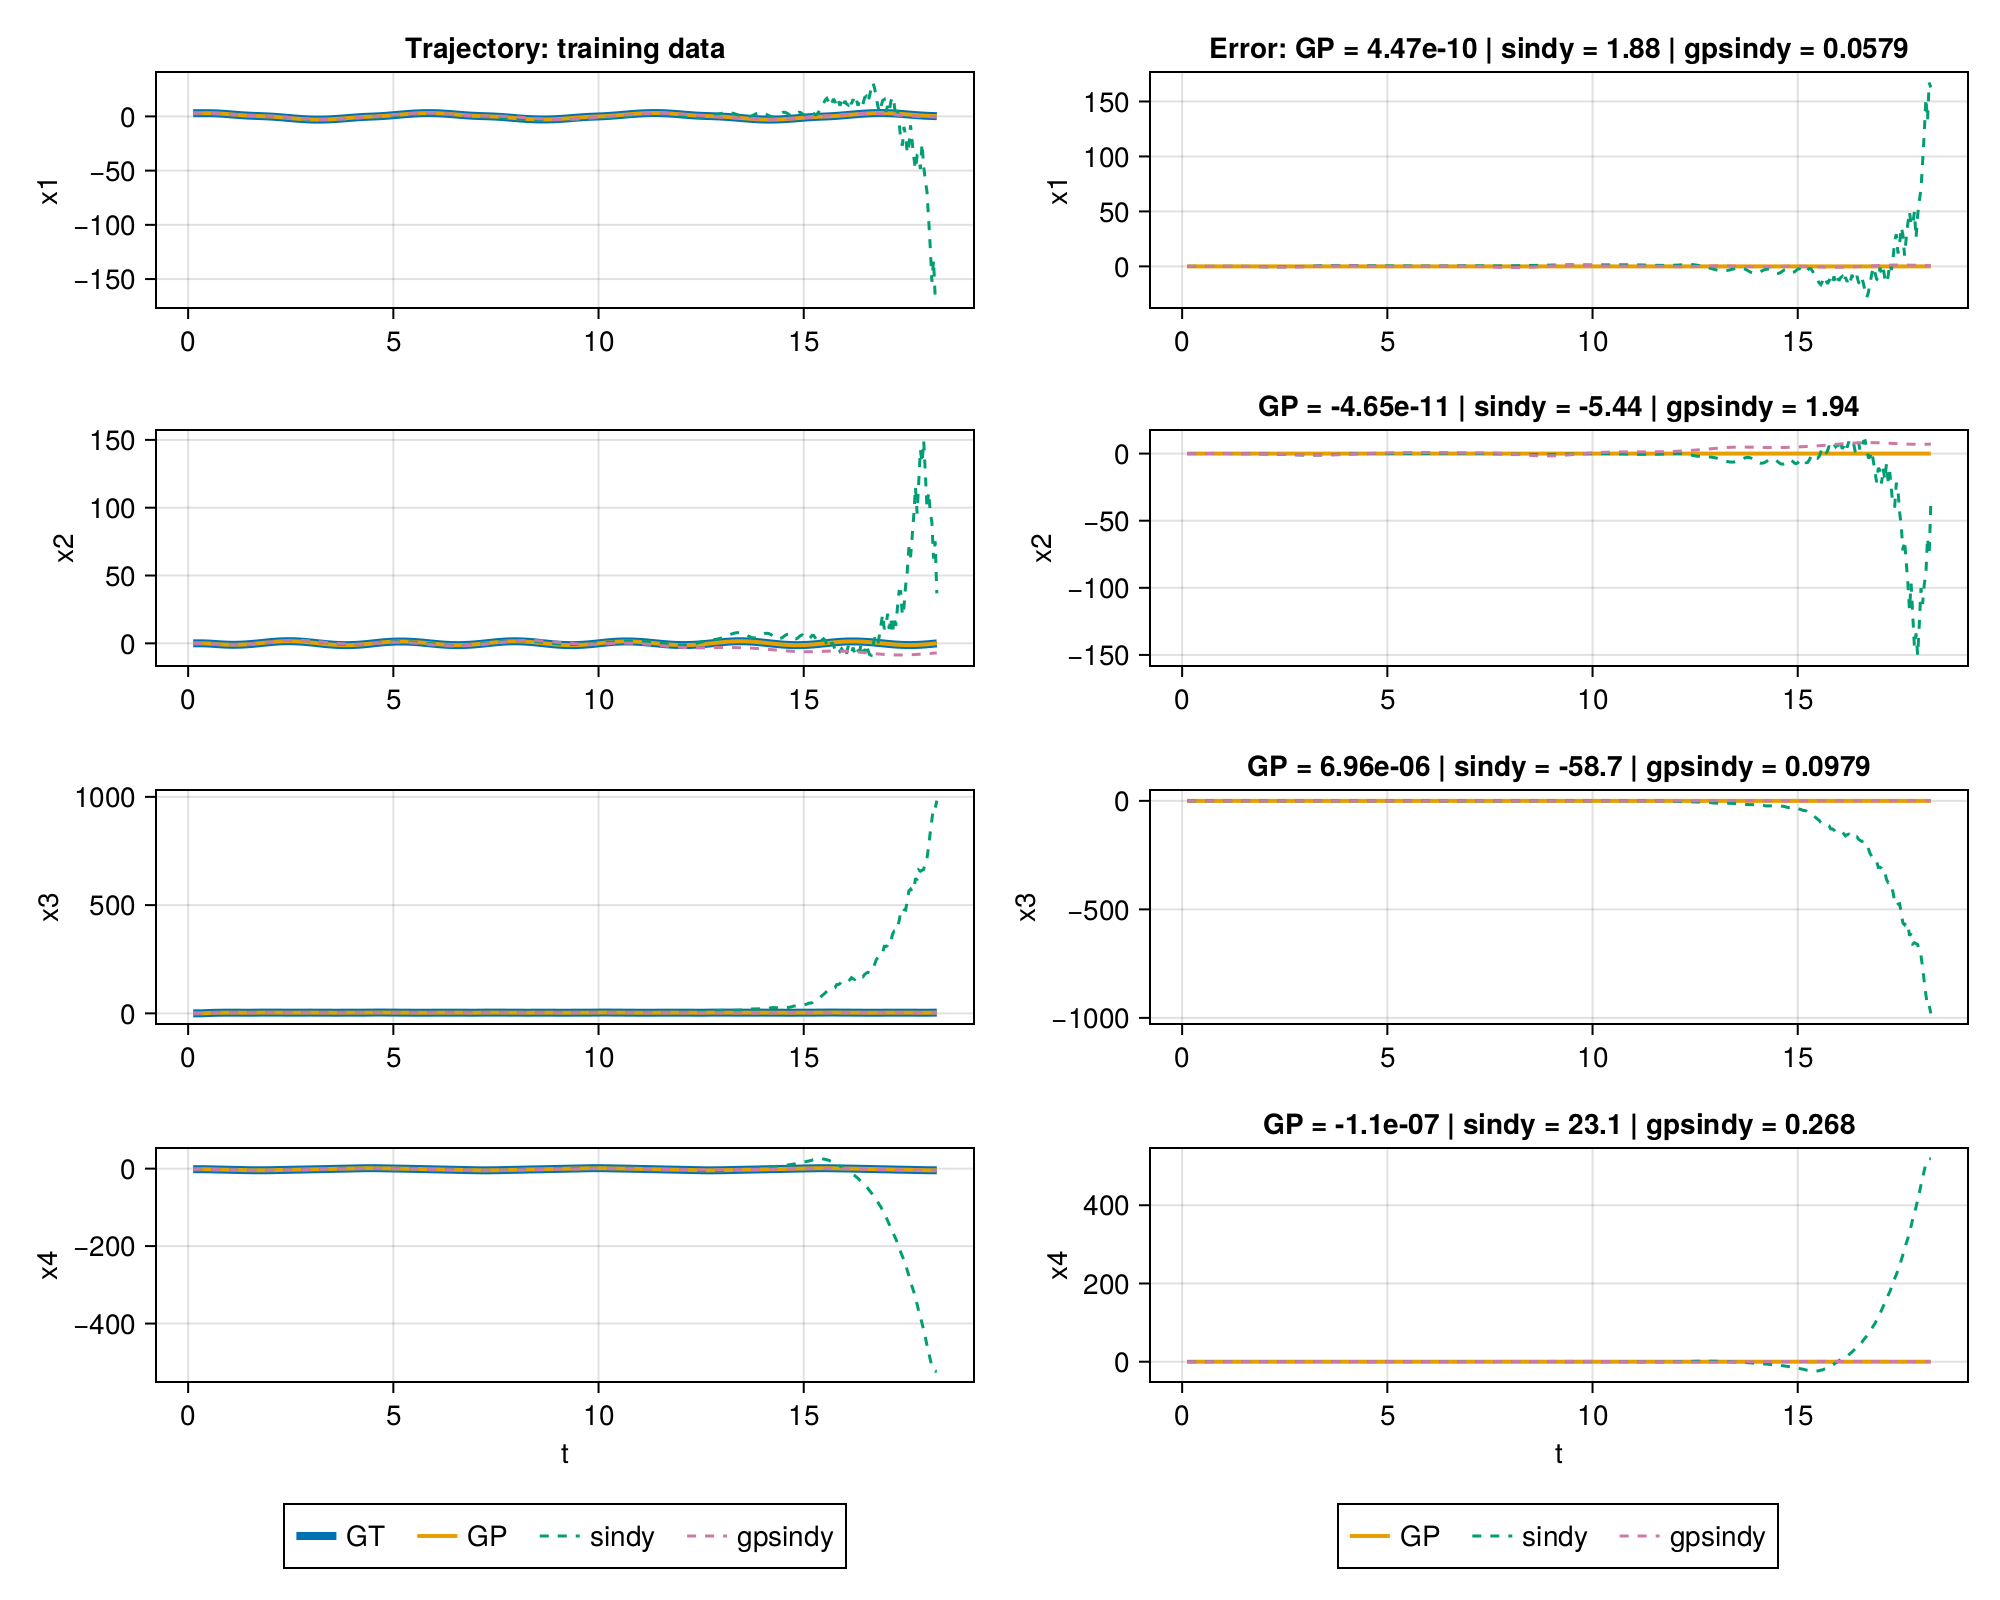 Trajectory: training data
x1
0
−50
−100
−150
0 5 10 15
Error: GP = 4.47e-10 | sindy = 1.88 | gpsindy = 0.0579
x1
150
100
50
0
0 5 10 15
x2
150
100
50
0
0 5 10 15
GP = -4.65e-11 | sindy = -5.44 | gpsindy = 1.94
x2
0
−50
−100
−150
0 5 10 15
x3
1000
500
0
0 5 10 15
GP = 6.96e-06 | sindy = -58.7 | gpsindy = 0.0979
x3
0
−500
−1000
0 5 10 15
x4
0
−200
−400
0 5 10 15
t
GP = -1.1e-07 | sindy = 23.1 | gpsindy = 0.268
x4
400
200
0
0 5 10 15
t
GT GP sindy gpsindy
GP sindy gpsindy